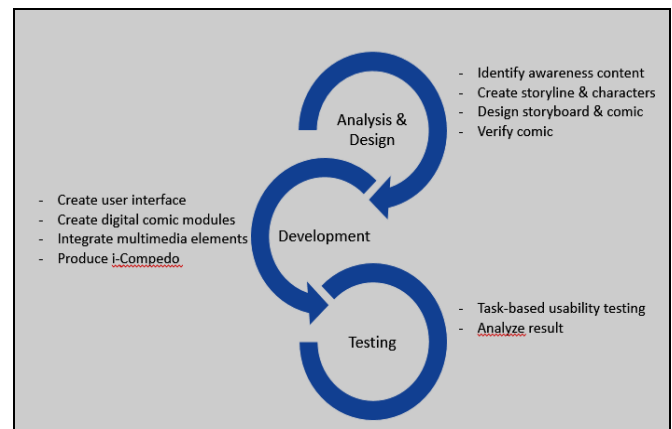 Analysis &
Design
- Identify awareness content
- Create storyline & characters
- Design storyboard & comic
- Verify comic
Development
- Create user interface
- Create digital comic modules
- Integrate multimedia elements
- Produce i-Compedo
Testing
- Task-based usability testing
- Analyze result